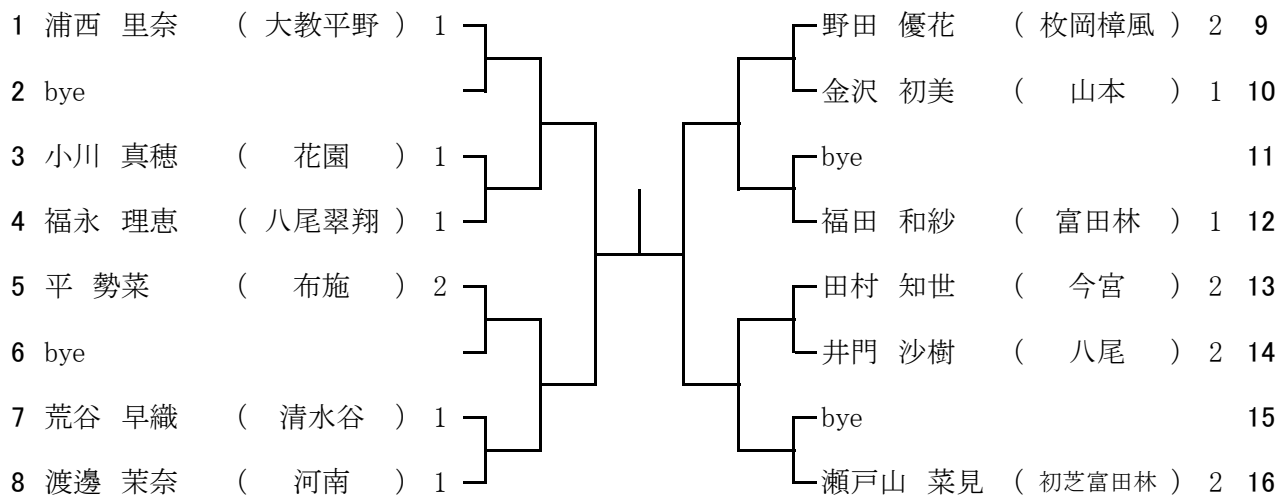 1 浦西 里奈 ( 大教平野 ) 1
2 bye
3 小川 真穂 ( 花園 ) 1
4 福永 理恵 ( 八尾翠翔 ) 1
5 平 勢菜 ( 布施 ) 2
6 bye
7 荒谷 早織 ( 清水谷 ) 1
8 渡邊 茉奈 ( 河南 ) 1
野田 優花 ( 枚岡樟風 ) 2 9
金沢 初美 ( 山本 ) 1 10
bye 11
福田 和紗 ( 富田林 ) 1 12
田村 知世 ( 今宮 ) 2 13
井門 沙樹 ( 八尾 ) 2 14
bye 15
瀬戸山 菜見 ( 初芝富田林 ) 2 16